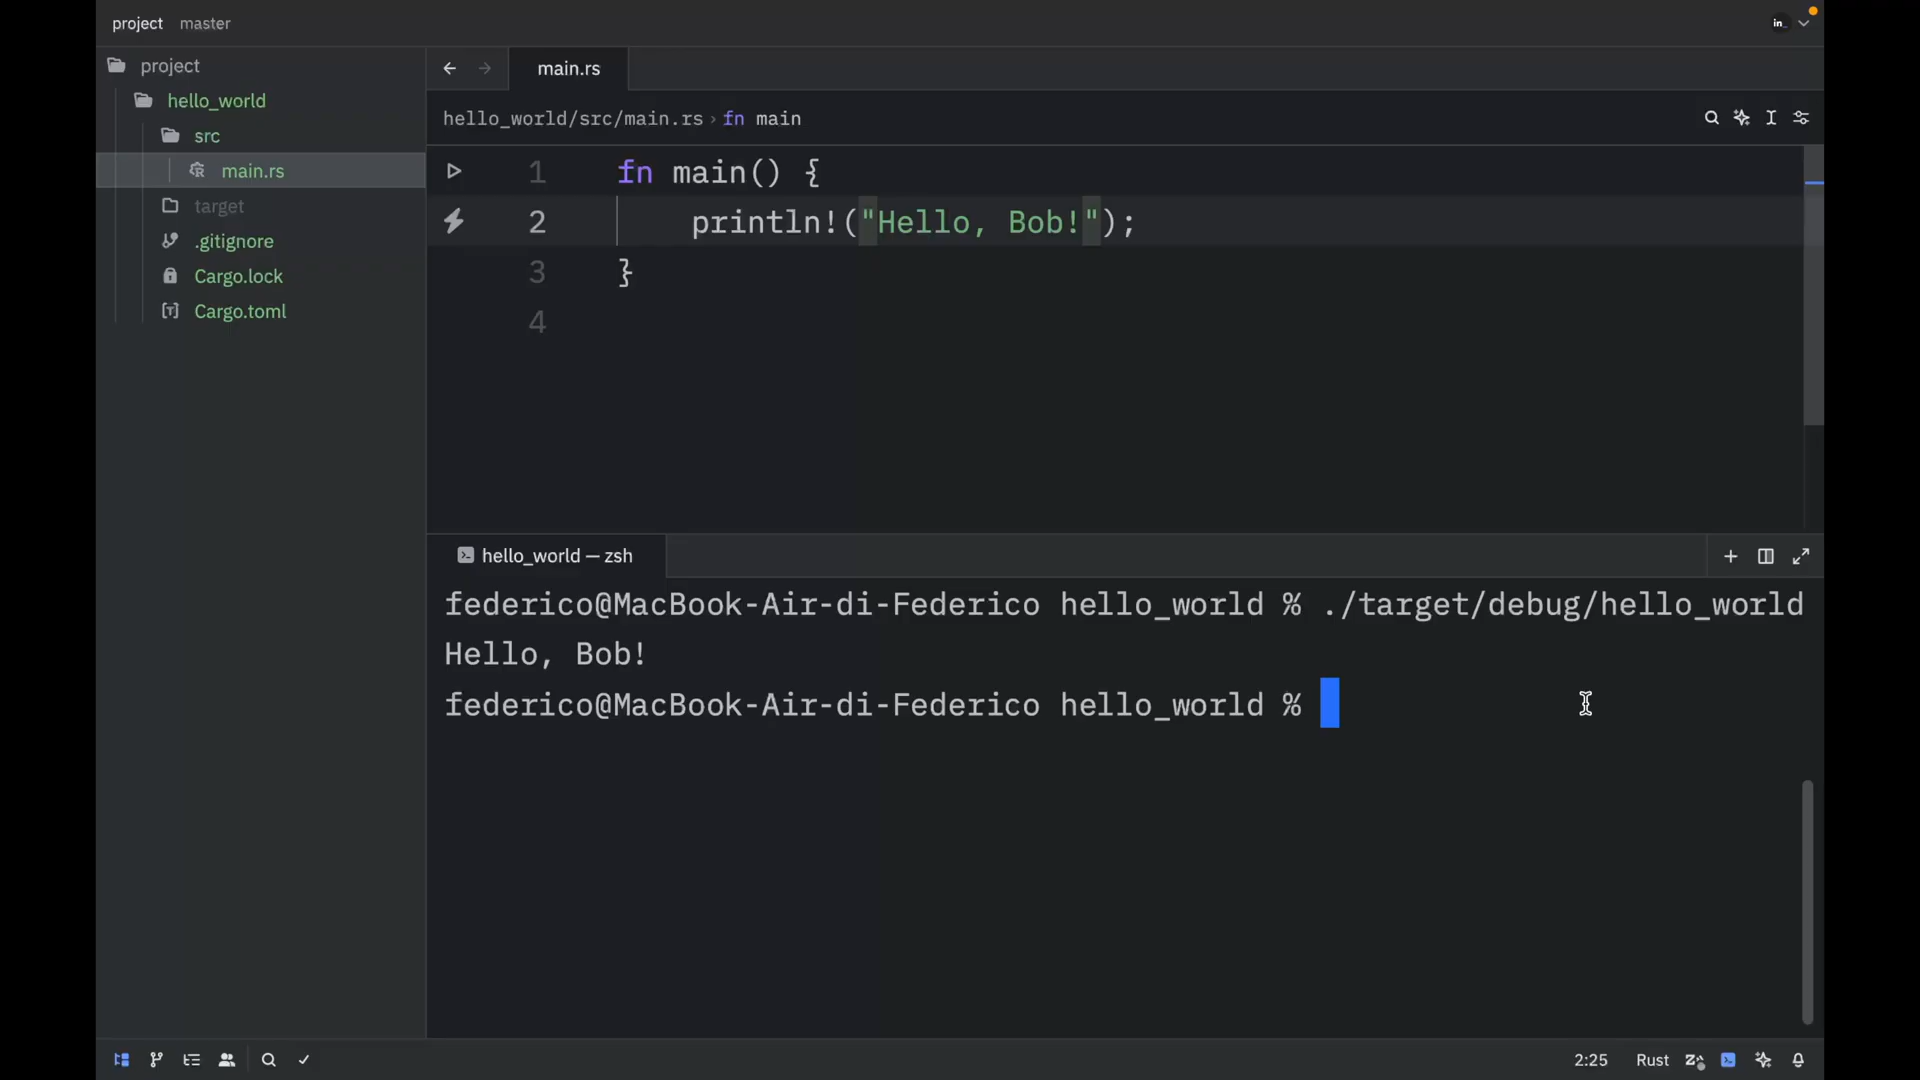 project master
in_
project
hello_world
src
main.rs
target
.gitignore
Cargo.lock
Cargo.toml
main.rs
hello_world/src/main.rs › fn main
1 fn main() {
2 println!("Hello, Bob!");
3 }
4
hello_world — zsh
federico@MacBook-Air-di-Federico hello_world % ./target/debug/hello_world
Hello, Bob!
federico@MacBook-Air-di-Federico hello_world %
2:25 Rust